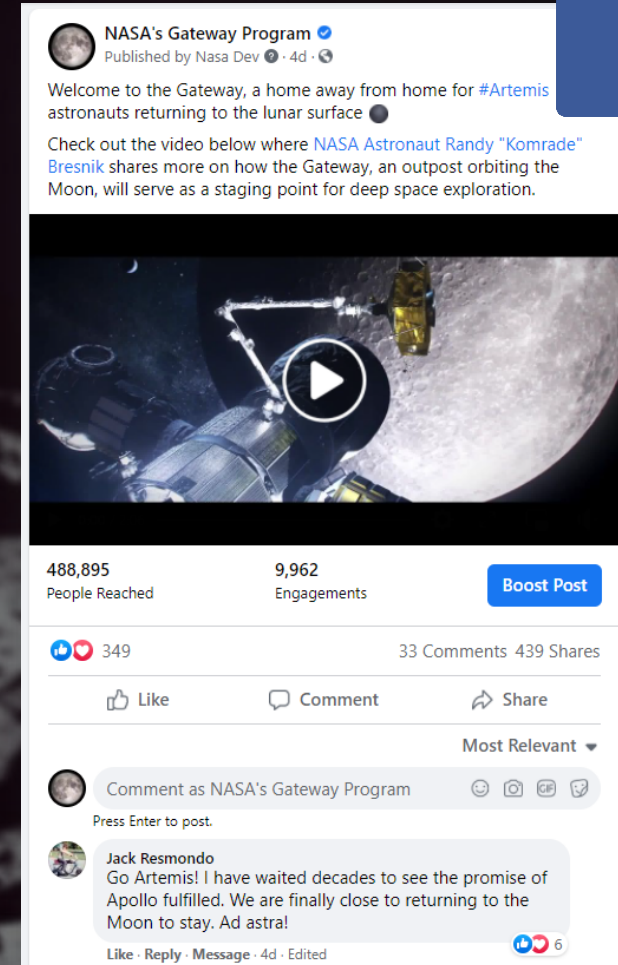 NASA's Gateway Program
Published by Nasa Dev · 4d ·
Welcome to the Gateway, a home away from home for #Artemis
astronauts returning to the lunar surface
Check out the video below where NASA Astronaut Randy "Komrade"
Bresnik shares more on how the Gateway, an outpost orbiting the
Moon, will serve as a staging point for deep space exploration.
488,895 9,962
People Reached Engagements
Boost Post
349 33 Comments 439 Shares
Like Comment Share
Most Relevant
Comment as NASA's Gateway Program GIF
Press Enter to post.
Jack Resmondo
Go Artemis! I have waited decades to see the promise of
Apollo fulfilled. We are finally close to returning to the
Moon to stay. Ad astra!
6
Like · Reply · Message · 4d · Edited